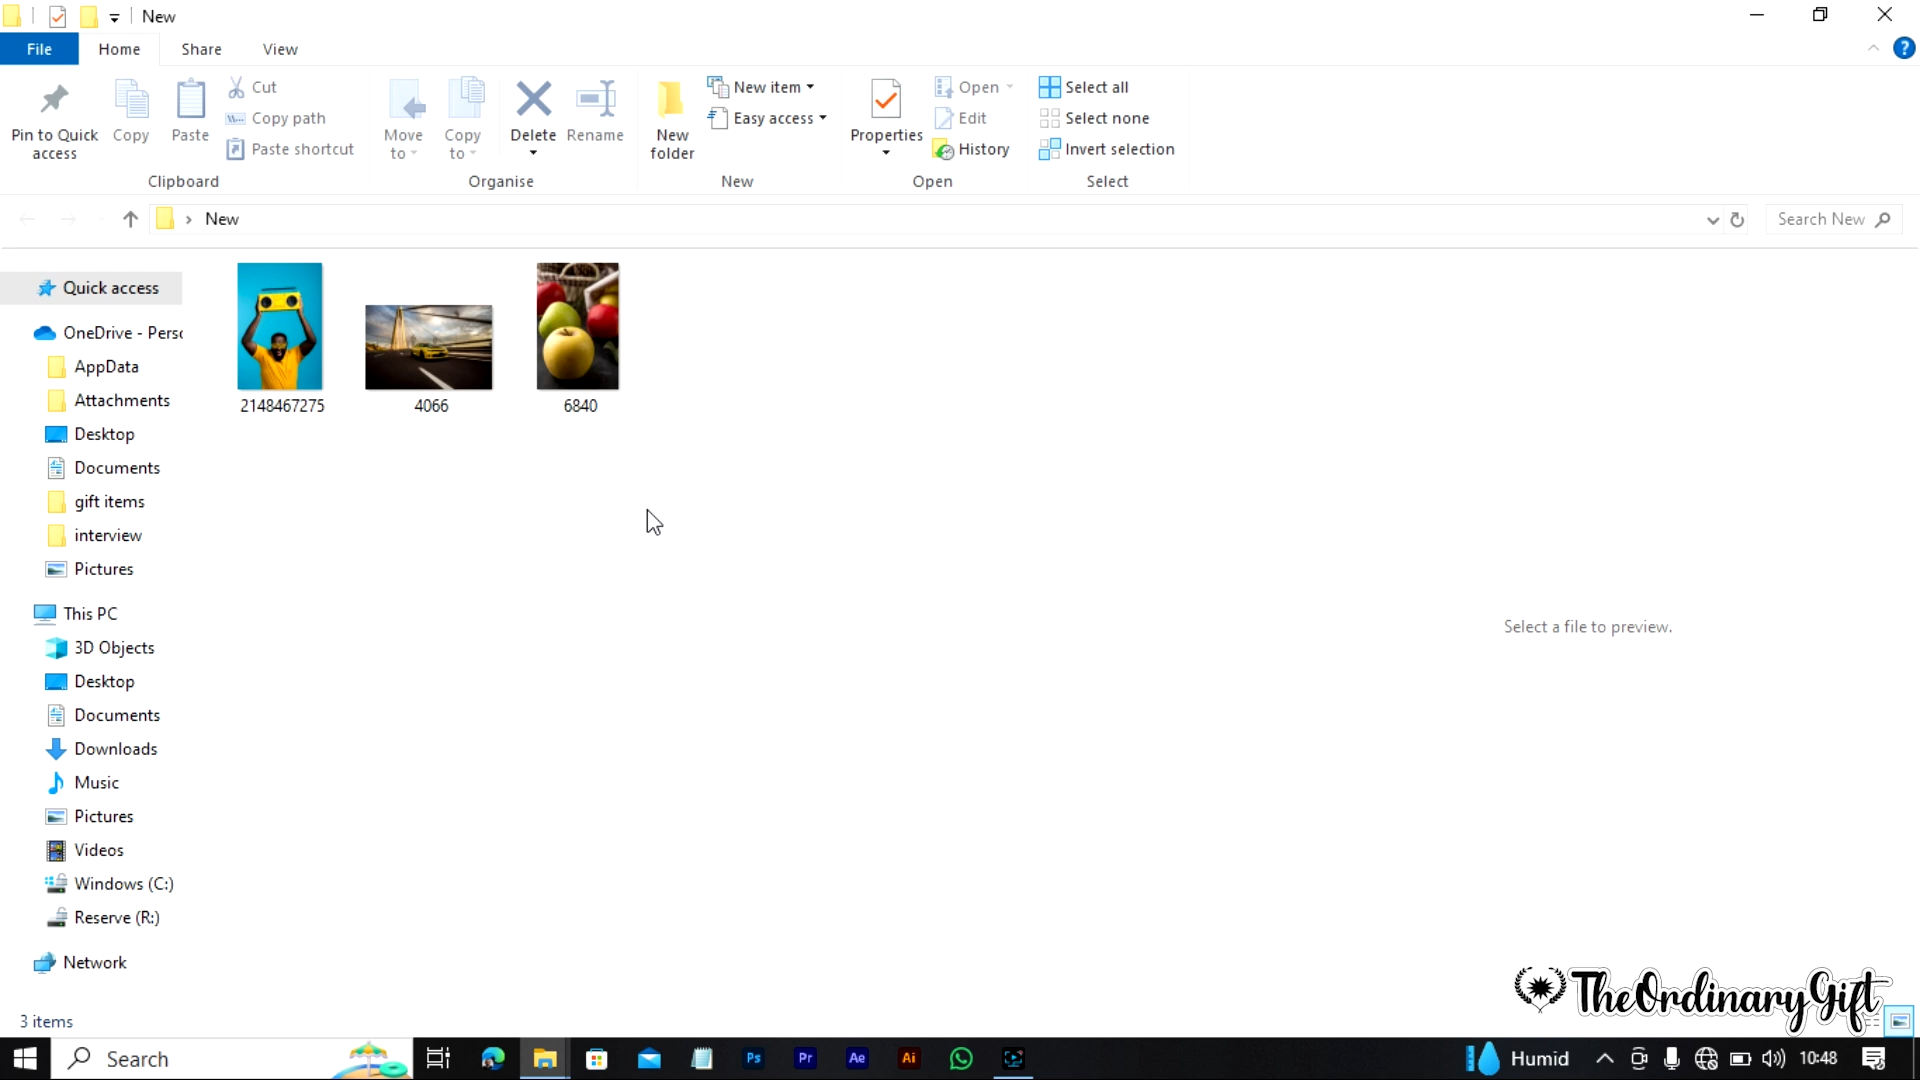 New
File Home Share View
Pin to Quick access
Copy
Paste
Cut
Copy path
Paste shortcut
Clipboard
Move to
Copy to
Delete
Rename
Organise
New folder
New item
Easy access
New
Properties
Open
Edit
History
Open
Select all
Select none
Invert selection
Select
New
Search New
Quick access
OneDrive - Perso
AppData
Attachments
Desktop
Documents
gift items
interview
Pictures
This PC
3D Objects
Desktop
Documents
Downloads
Music
Pictures
Videos
Windows (C:)
Reserve (R:)
Network
2148467275
4066
6840
Select a file to preview.
TheOrdinaryGift
3 items
Search
Ps
Pr
Ae
Ai
Humid
10:48